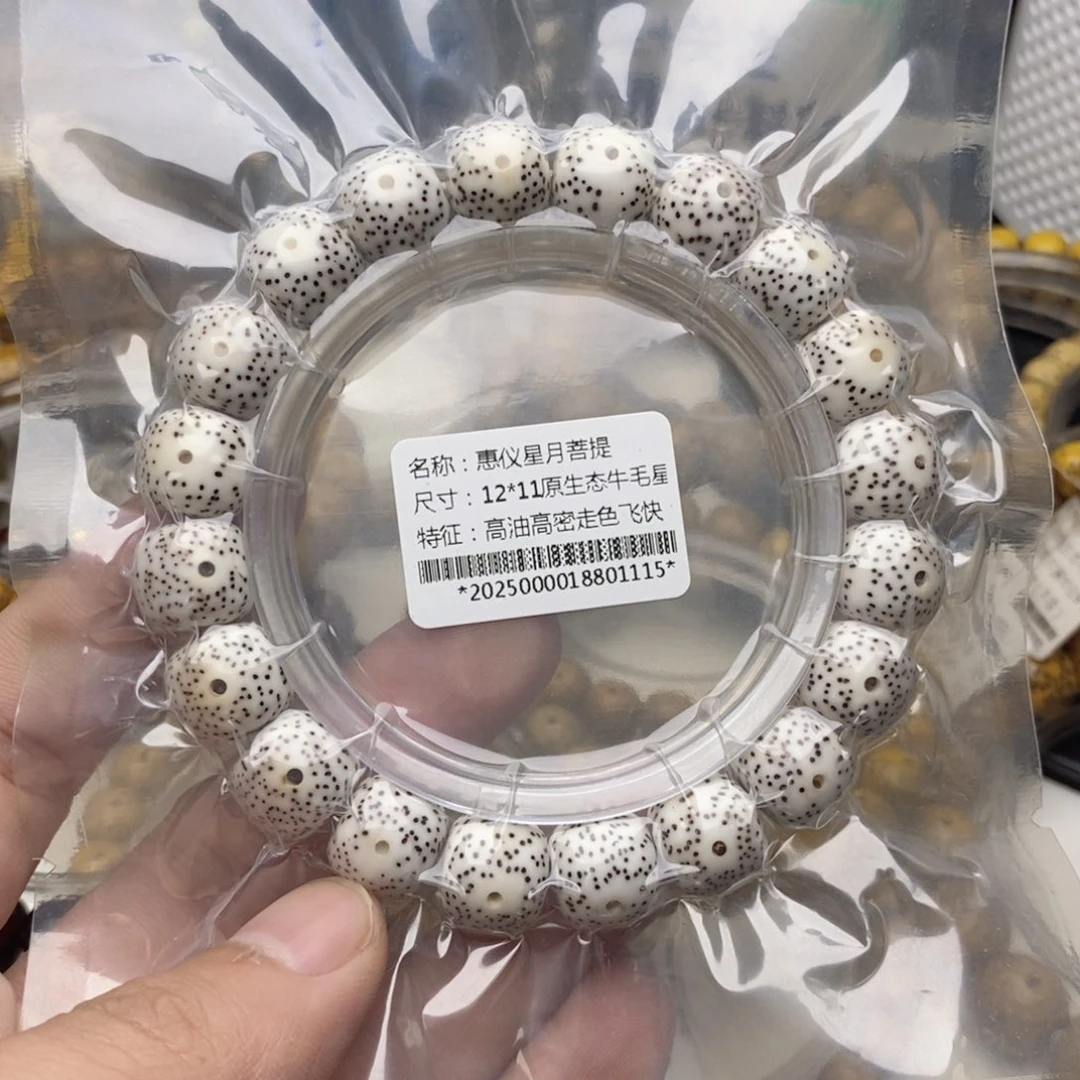 名称：惠仪星月菩提
尺寸：12*11原生态牛毛星
特征：高油高密走色飞快
*2025000018801115*